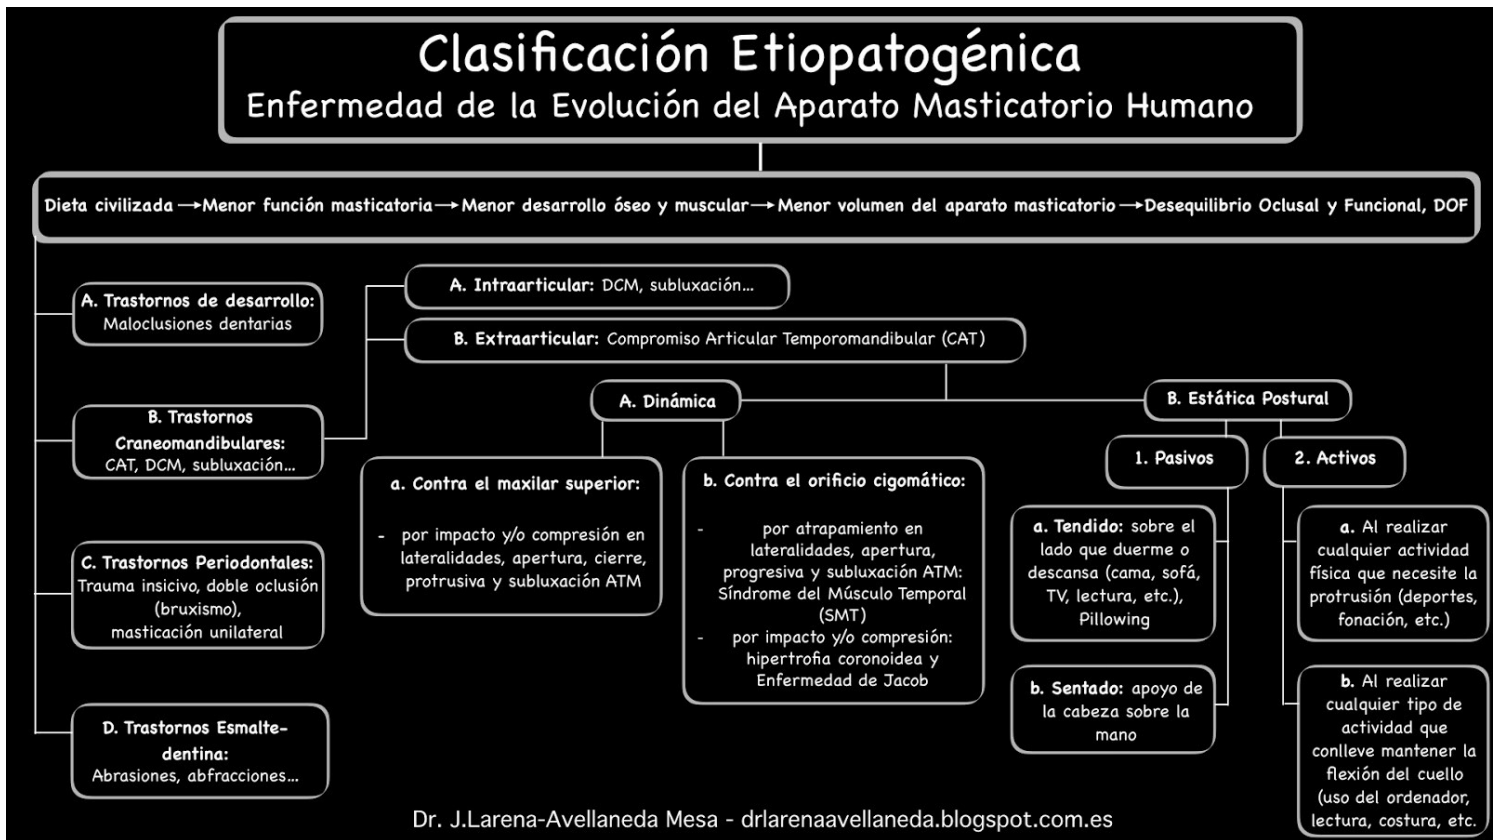 Clasificación Etiopatogénica
Enfermedad de la Evolución del Aparato Masticatorio Humano
Dieta civilizada→Menor función masticatoria→Menor desarrollo óseo y muscular→Menor volumen del aparato masticatorio→Desequilibrio Oclusal y Funcional, DOF
A. Trastornos de desarrollo:
Maloclusiones dentarias
B. Trastornos
Craneomandibulares:
CAT, DCM, subluxación...
C. Trastornos Periodontales:
Trauma insicivo, doble oclusión
(bruxismo),
masticación unilateral
D. Trastornos Esmalte-
dentina:
Abrasiones, abfracciones...
A. Intraarticular: DCM, subluxación...
B. Extraarticular: Compromiso Articular Temporomandibular (CAT)
A. Dinámica
a. Contra el maxilar superior:
- por impacto y/o compresión en
lateralidades, apertura, cierre,
protrusiva y subluxación ATM
b. Contra el orificio cigomático:
- por atrapamiento en
lateralidades, apertura,
progresiva y subluxación ATM:
Síndrome del Músculo Temporal
(SMT)
- por impacto y/o compresión:
hipertrofia coronoidea y
Enfermedad de Jacob
B. Estática Postural
1. Pasivos
a. Tendido: sobre el
lado que duerme o
descansa (cama, sofá,
TV, lectura, etc.),
Pillowing
b. Sentado: apoyo de
la cabeza sobre la
mano
2. Activos
a. Al realizar
cualquier actividad
física que necesite la
protrusión (deportes,
fonación, etc.)
b. Al realizar
cualquier tipo de
actividad que
conlleve mantener la
flexión del cuello
(uso del ordenador,
lectura, costura, etc.
Dr. J.Larena-Avellaneda Mesa - drlarenaavellaneda.blogspot.com.es